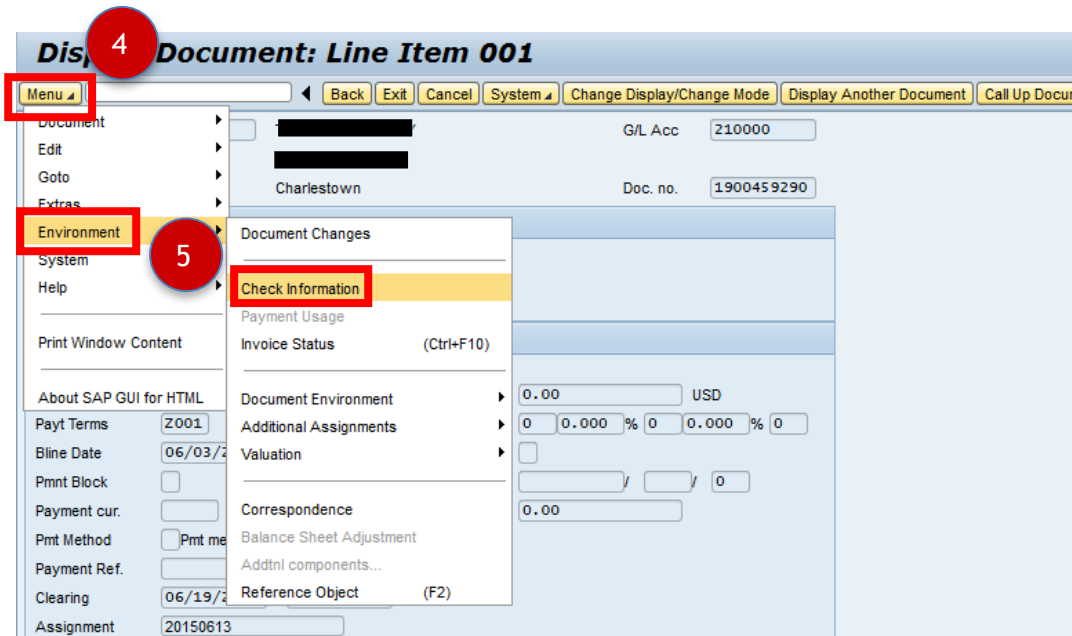 4
Dis Document: Line Item 001
Menu Back Exit Cancel System Change Display/Change Mode Display Another Document Call Up Docu
Document
G/L Acc 210000
Edit
Goto
Charlestown Doc. no. 1900459290
Extras
Environment
Document Changes
5
System
Help
Check Information
Payment Usage
Print Window Content
Invoice Status (Ctrl+F10)
About SAP GUI for HTML
Document Environment
0.00 USD
Payt Terms Z001
Additional Assignments
0 0.000 % 0 0.000 % 0
Bline Date 06/03/2
Valuation
Pmnt Block
/ / 0
Payment cur.
Correspondence
0.00
Pmt Method Pmt me
Balance Sheet Adjustment
Payment Ref.
Addtnl components...
Clearing 06/19/2
Reference Object (F2)
Assignment 20150613